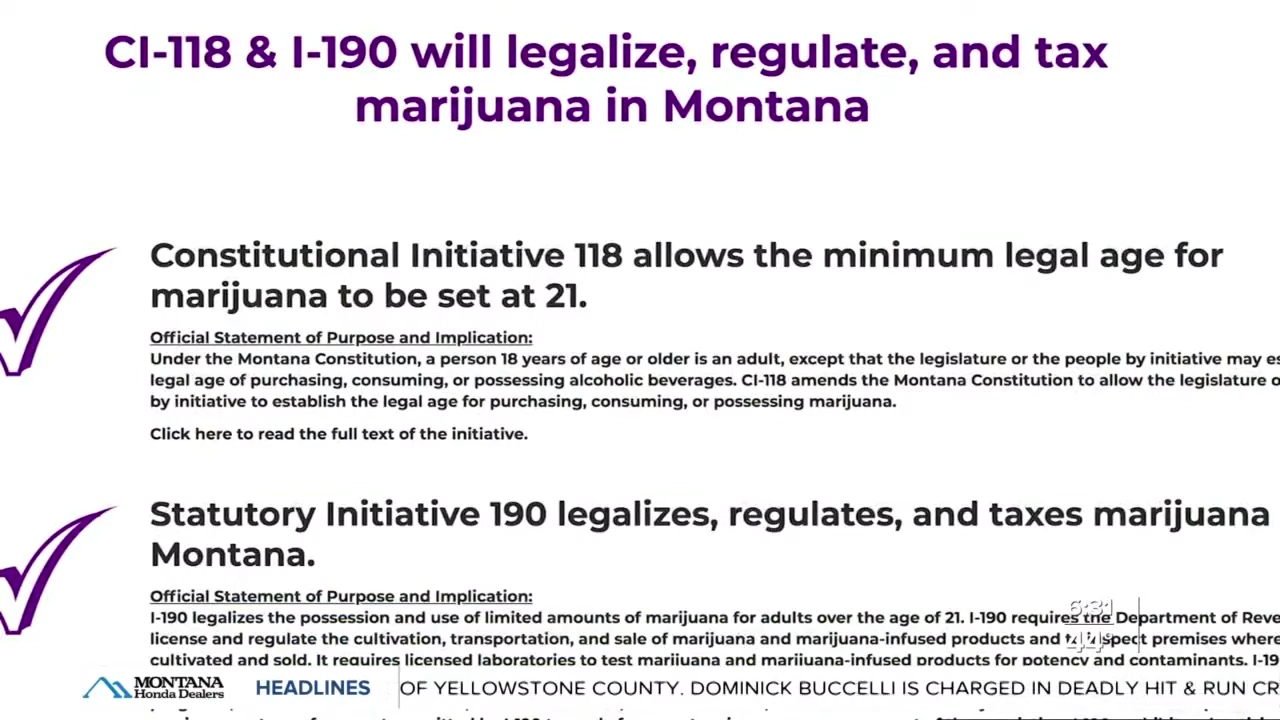 CI-118 & I-190 will legalize, regulate, and tax
marijuana in Montana
Constitutional Initiative 118 allows the minimum legal age for
marijuana to be set at 21.
Official Statement of Purpose and Implication:
Under the Montana Constitution, a person 18 years of age or older is an adult, except that the legislature or the people by initiative may es
legal age of purchasing, consuming, or possessing alcoholic beverages. CI-118 amends the Montana Constitution to allow the legislature o
by initiative to establish the legal age for purchasing, consuming, or possessing marijuana.
Click here to read the full text of the initiative.
Statutory Initiative 190 legalizes, regulates, and taxes marijuana
Montana.
Official Statement of Purpose and Implication:
I-190 legalizes the possession and use of limited amounts of marijuana for adults over the age of 21. I-190 requires the Department of Reve
license and regulate the cultivation, transportation, and sale of marijuana and marijuana-infused products and to inspect premises where
cultivated and sold. It requires licensed laboratories to test marijuana and marijuana-infused products for potency and contaminants. I-19
6:31
44°
MONTANA
Honda Dealers
HEADLINES
OF YELLOWSTONE COUNTY. DOMINICK BUCCELLI IS CHARGED IN DEADLY HIT & RUN CR